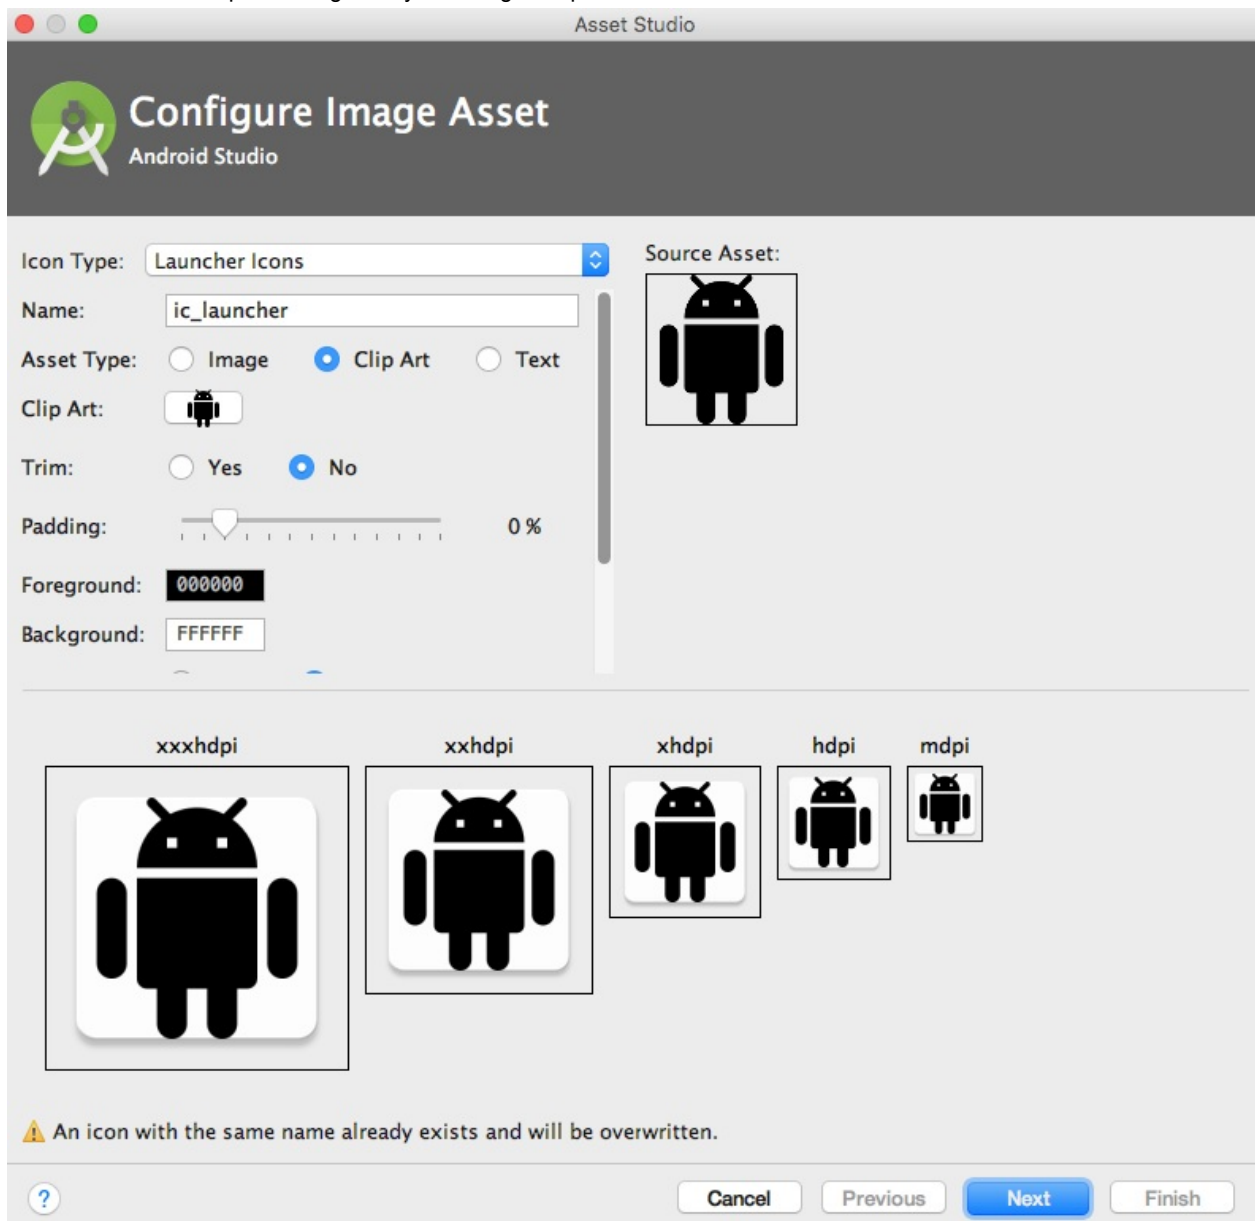 Asset Studio
Configure Image Asset
Android Studio
Icon Type: Launcher Icons
Source Asset:
Name: ic_launcher
Asset Type: Image Clip Art Text
Clip Art:
Trim: Yes No
Padding: 0 %
Foreground: 000000
Background: FFFFFF
xxxhdpi xxhdpi xhdpi hdpi mdpi
An icon with the same name already exists and will be overwritten.
? Cancel Previous Next Finish